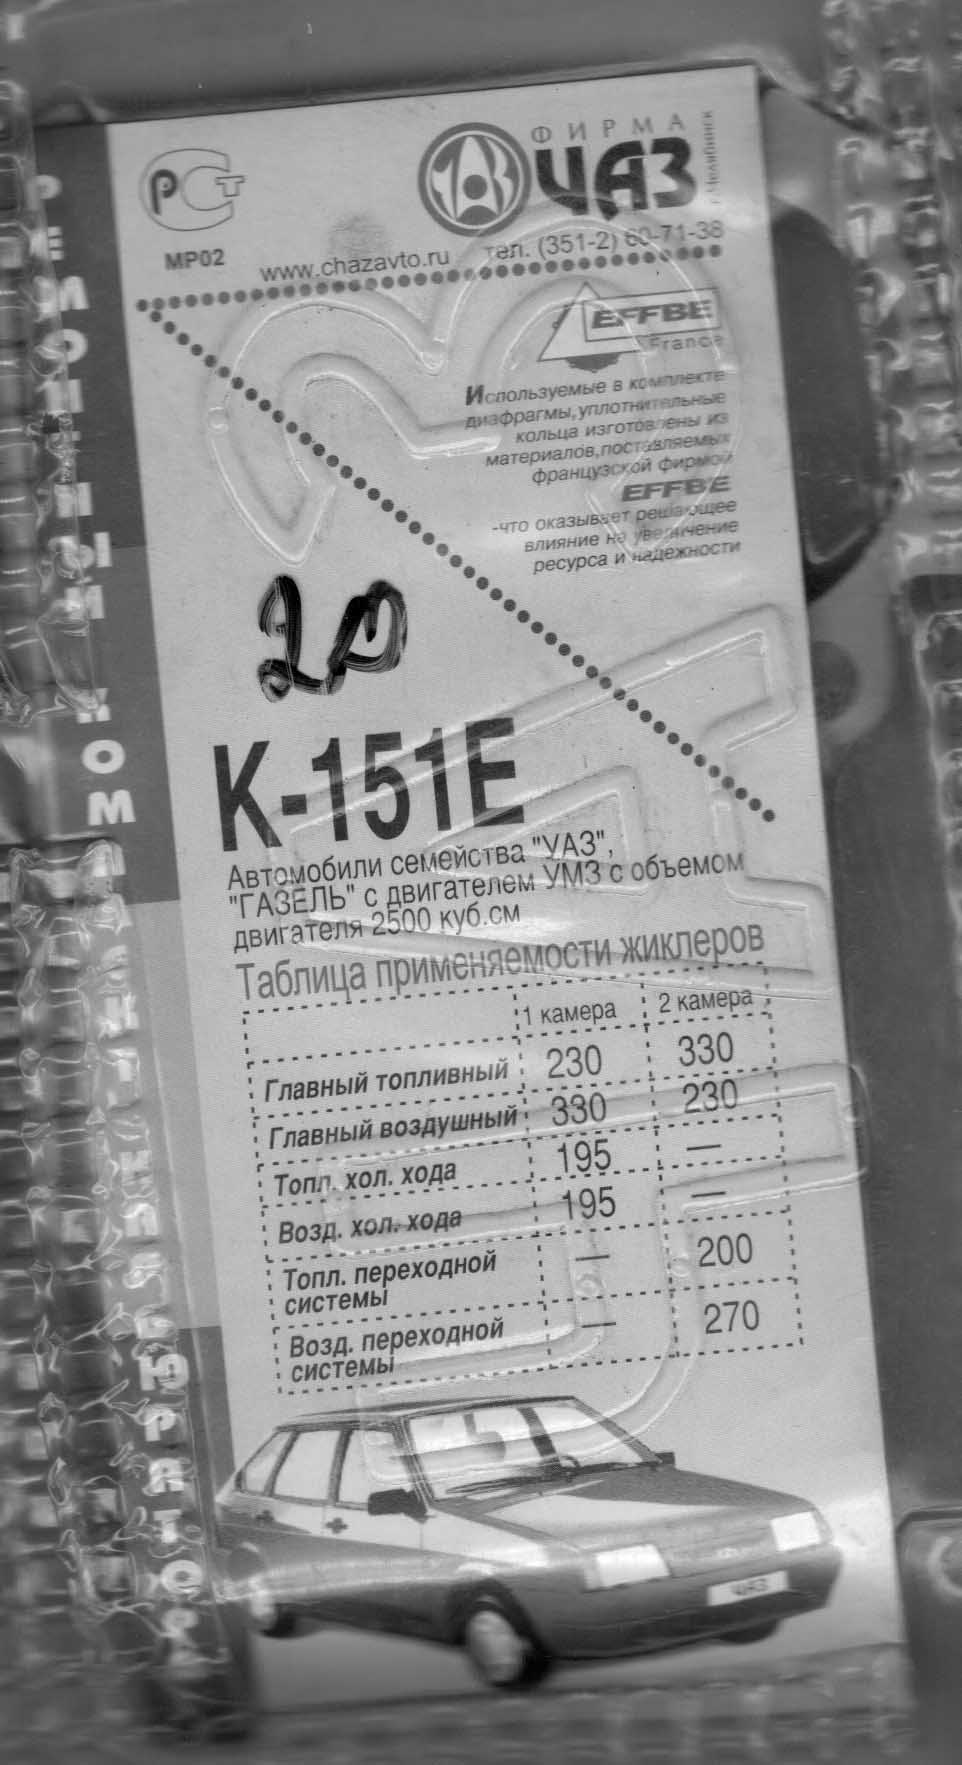 РСТ
МР02
ФИРМА
ЧАЗ
г.Челябинск
www.chazavto.ru тел. (351-2) 60-71-38
EFFBE
France
Используемые в комплекте
диафрагмы,уплотнительные
кольца изготовлены из
материалов,поставляемых
французской фирмой
EFFBE
-что оказывает решающее
влияние на увеличение
ресурса и надежности
20
К-151Е
Автомобили семейства "УАЗ",
"ГАЗЕЛЬ" с двигателем УМЗ с объемом
двигателя 2500 куб.см
Таблица применяемости жиклеров
1 камера 2 камера
Главный топливный 230 330
Главный воздушный 330 230
Топл. хол. хода 195 —
Возд. хол. хода 195 —
Топл. переходной
системы — 200
Возд. переходной
системы — 270
ЧАЗ